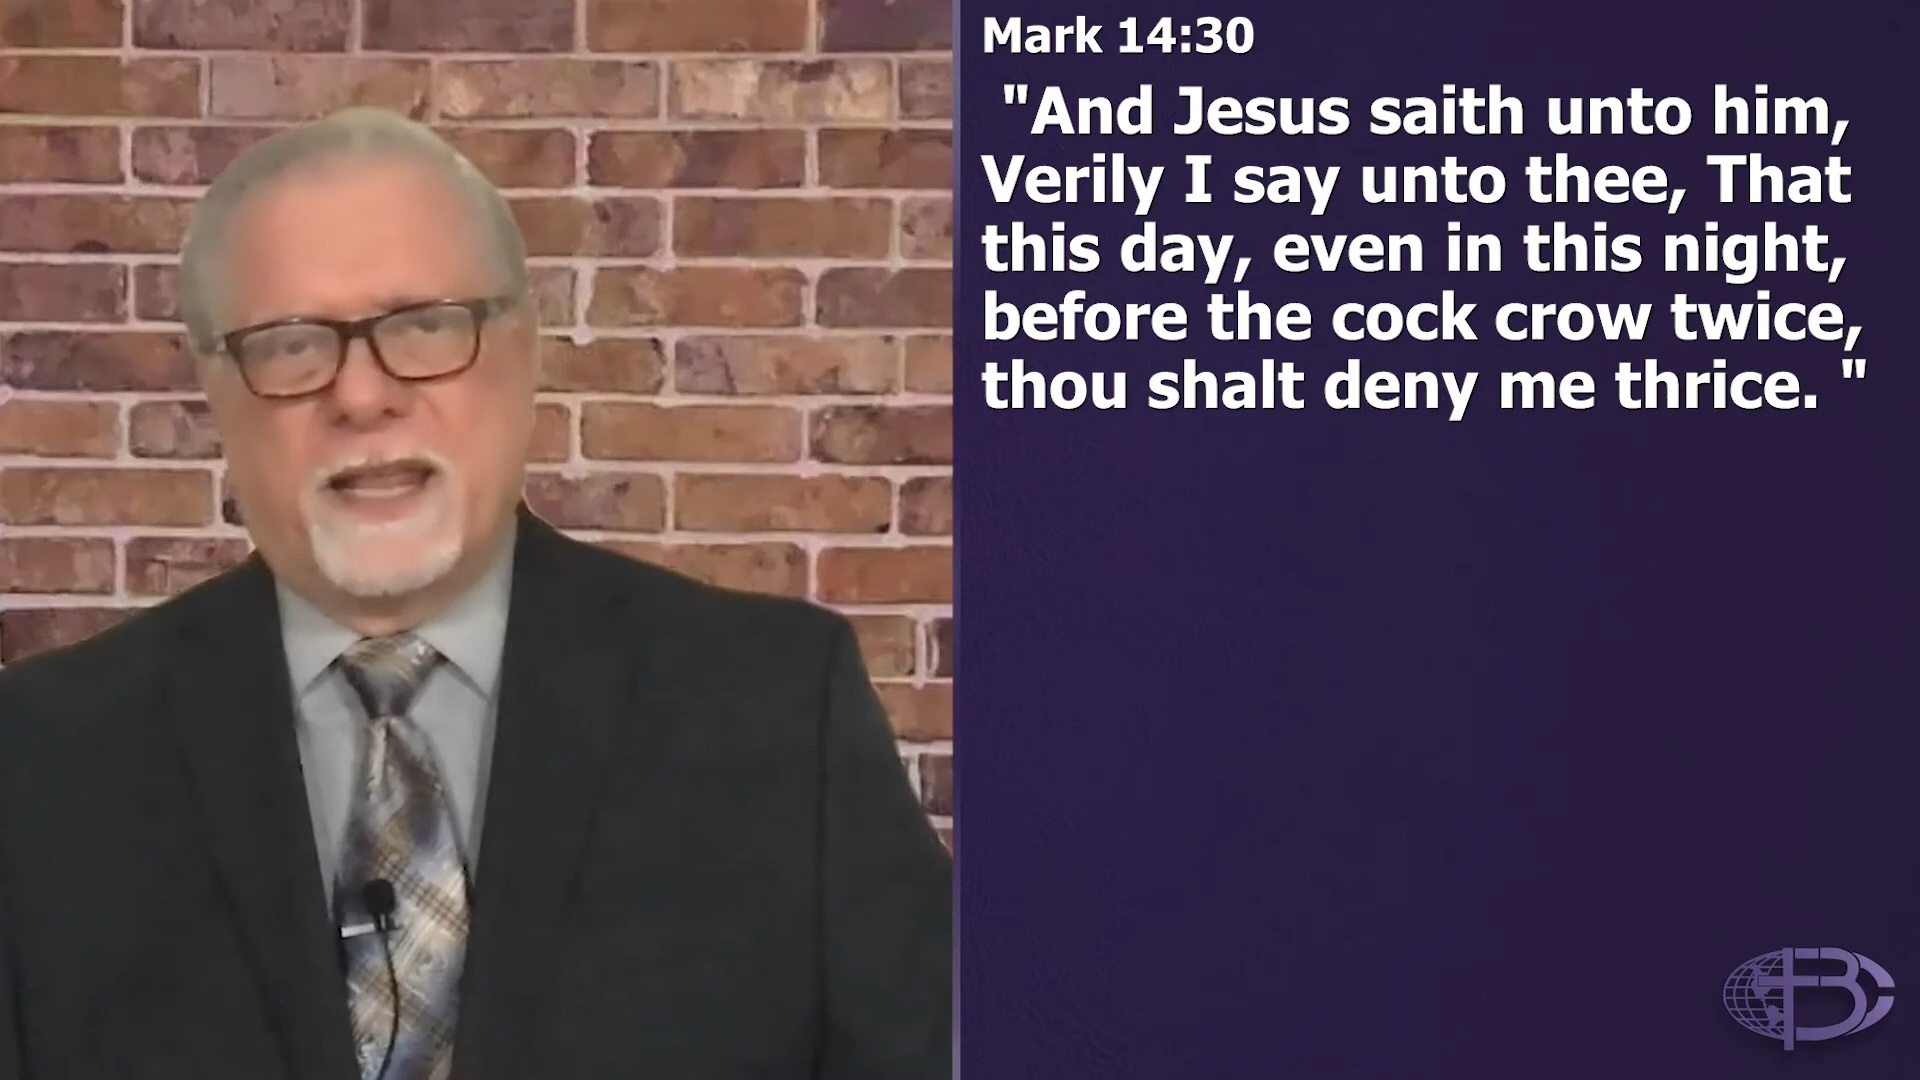 Mark 14:30
"And Jesus saith unto him,
Verily I say unto thee, That
this day, even in this night,
before the cock crow twice,
thou shalt deny me thrice. "